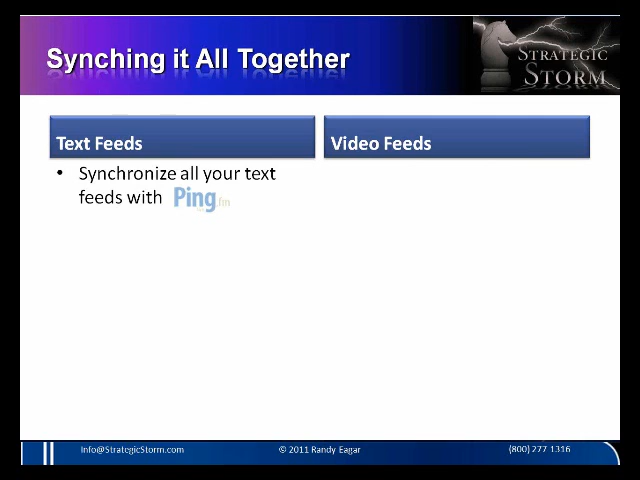 Synching it All Together
STRATEGIC
STORM
Text Feeds
Video Feeds
• Synchronize all your text
feeds with Ping.fm
Info@StrategicStorm.com
© 2011 Randy Eagar
(800) 277 1316